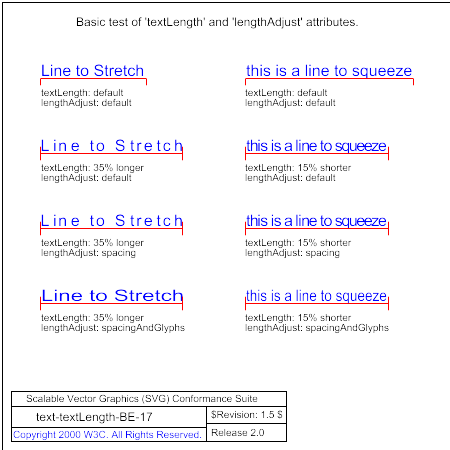 Basic test of 'textLength' and 'lengthAdjust' attributes.
Line to Stretch
textLength: default
lengthAdjust: default
this is a line to squeeze
textLength: default
lengthAdjust: default
Line to Stretch
textLength: 35% longer
lengthAdjust: default
this is a line to squeeze
textLength: 15% shorter
lengthAdjust: default
Line to Stretch
textLength: 35% longer
lengthAdjust: spacing
this is a line to squeeze
textLength: 15% shorter
lengthAdjust: spacing
Line to Stretch
textLength: 35% longer
lengthAdjust: spacingAndGlyphs
this is a line to squeeze
textLength: 15% shorter
lengthAdjust: spacingAndGlyphs
Scalable Vector Graphics (SVG) Conformance Suite
text-textLength-BE-17
$Revision: 1.5 $
Copyright 2000 W3C. All Rights Reserved.
Release 2.0